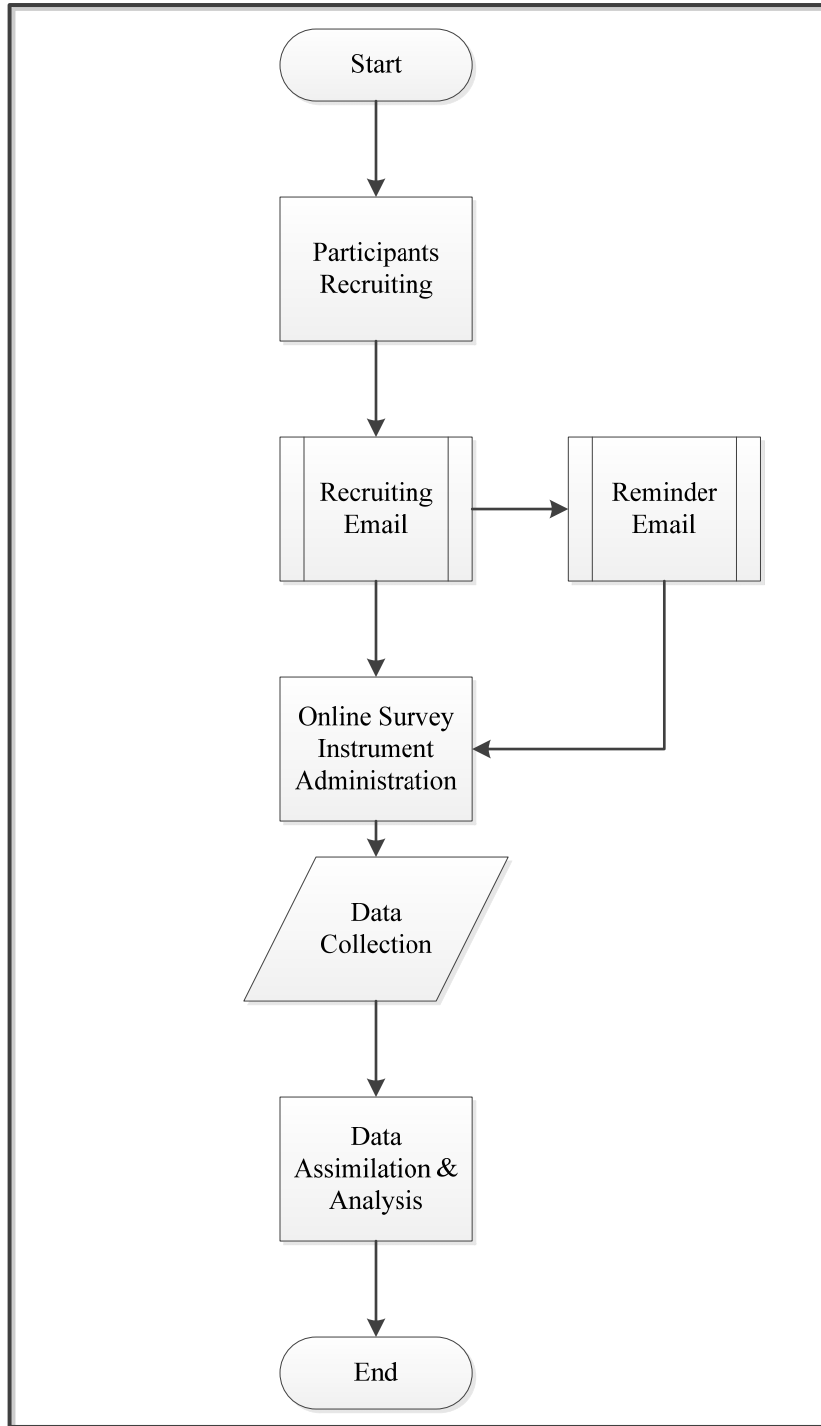 Start
Participants
Recruiting
Recruiting
Email
Reminder
Email
Online Survey
Instrument
Administration
Data
Collection
Data
Assimilation &
Analysis
End